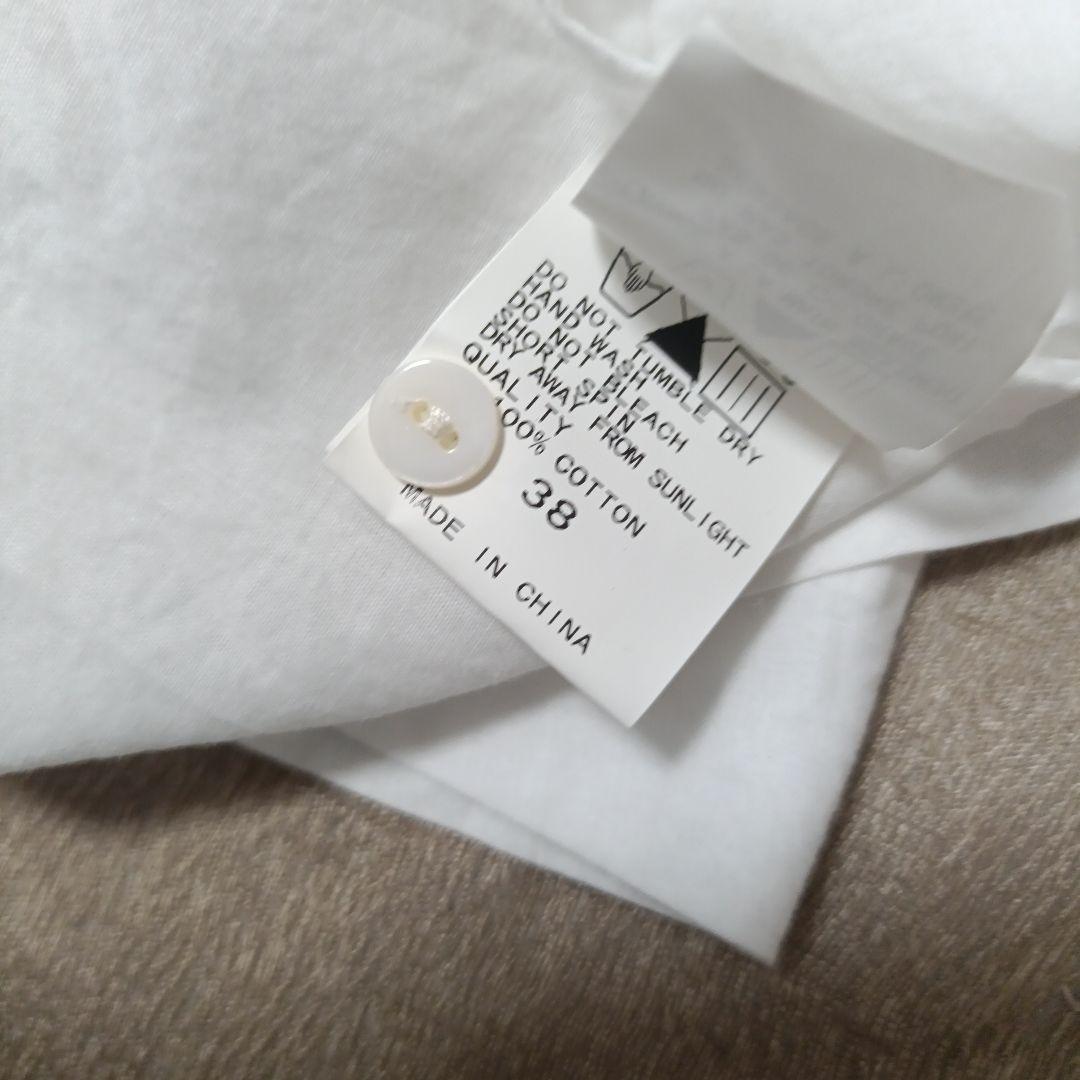 DO NOT TUMBLE DRY
HAND WASH
DO NOT BLEACH
SHORT SPIN
DRY AWAY FROM SUNLIGHT
QUALITY
100% COTTON
38
MADE IN CHINA